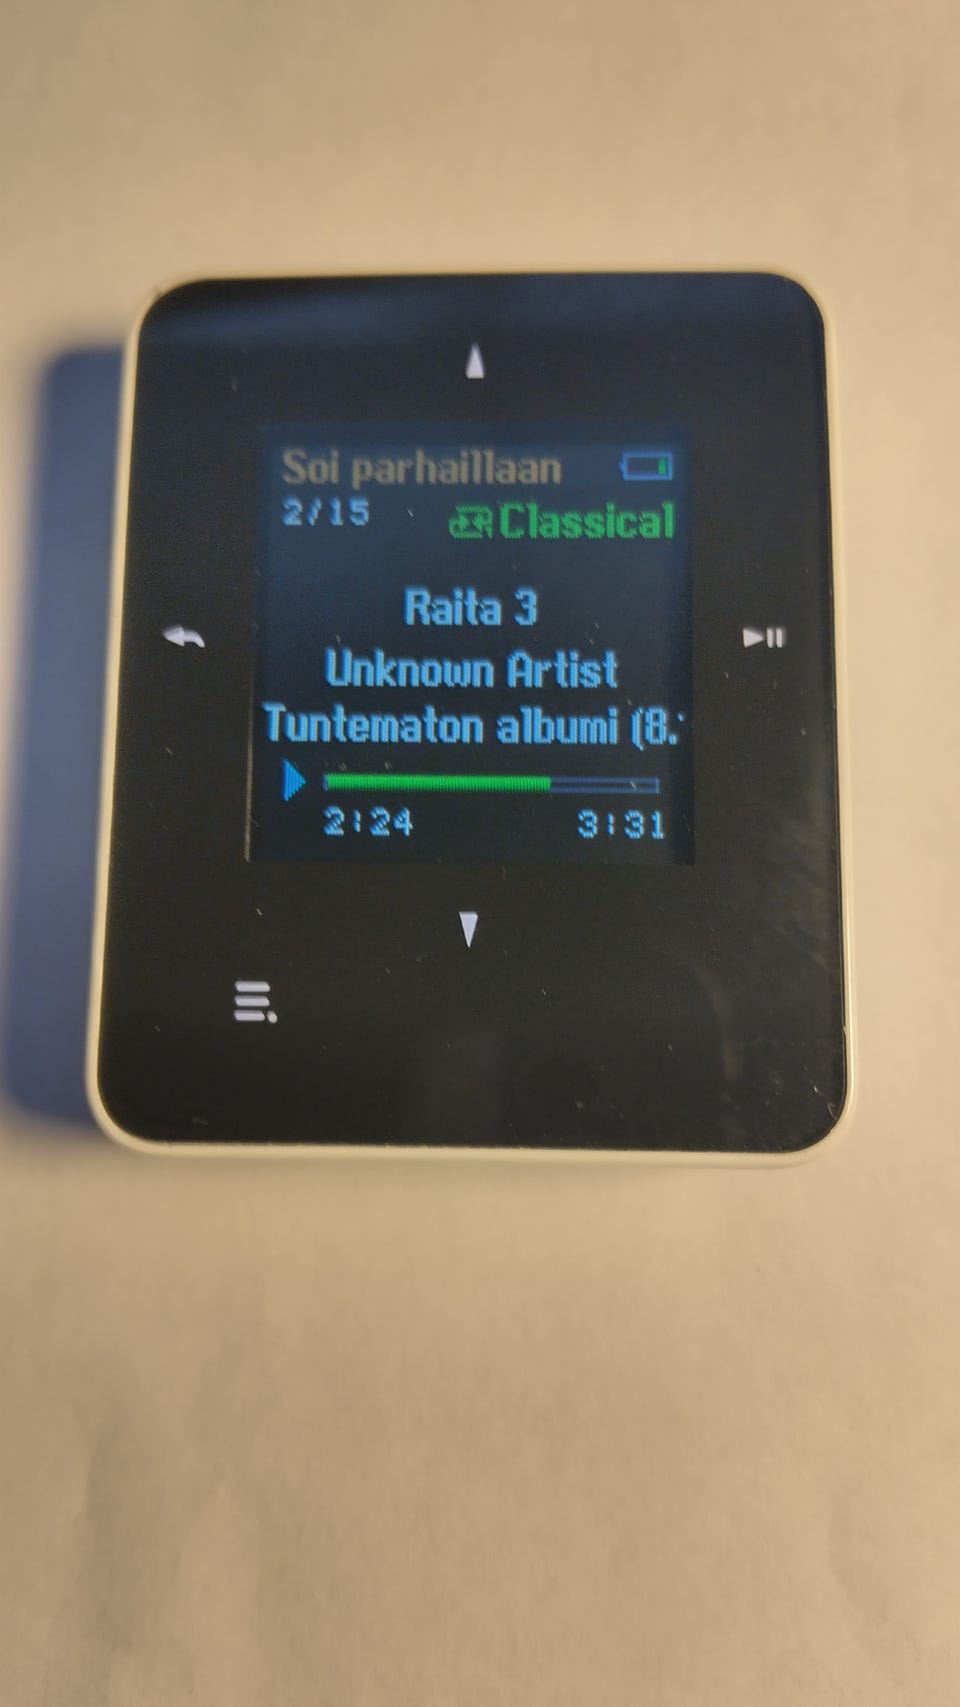 Soi parhaillaan
2/15
Classical
Raita 3
Unknown Artist
Tuntematon albumi (8.
2:24
3:31